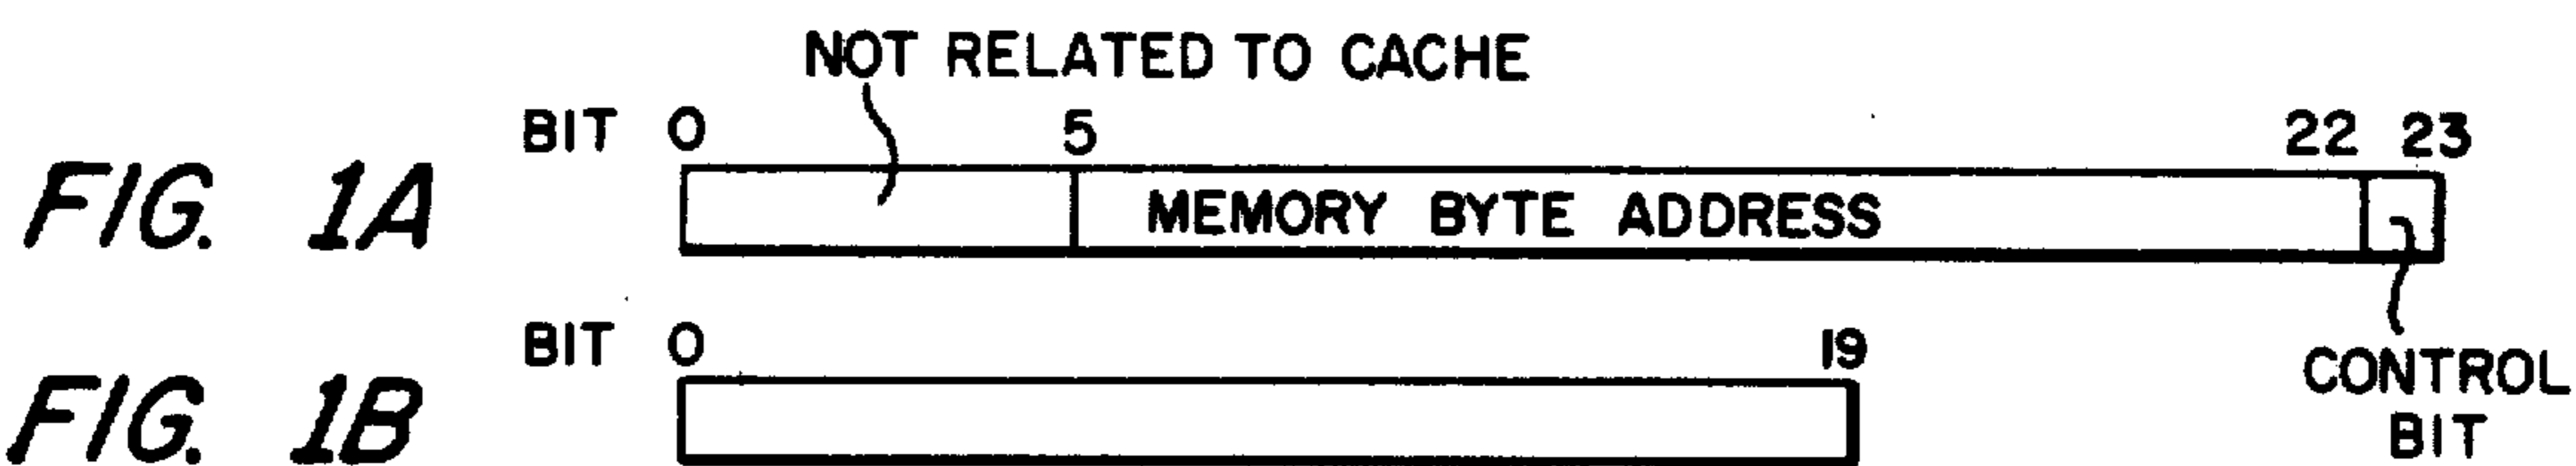 NOT RELATED TO CACHE
BIT 0 5 22 23
FIG. 1A
MEMORY BYTE ADDRESS
BIT 0 19
CONTROL
BIT
FIG. 1B